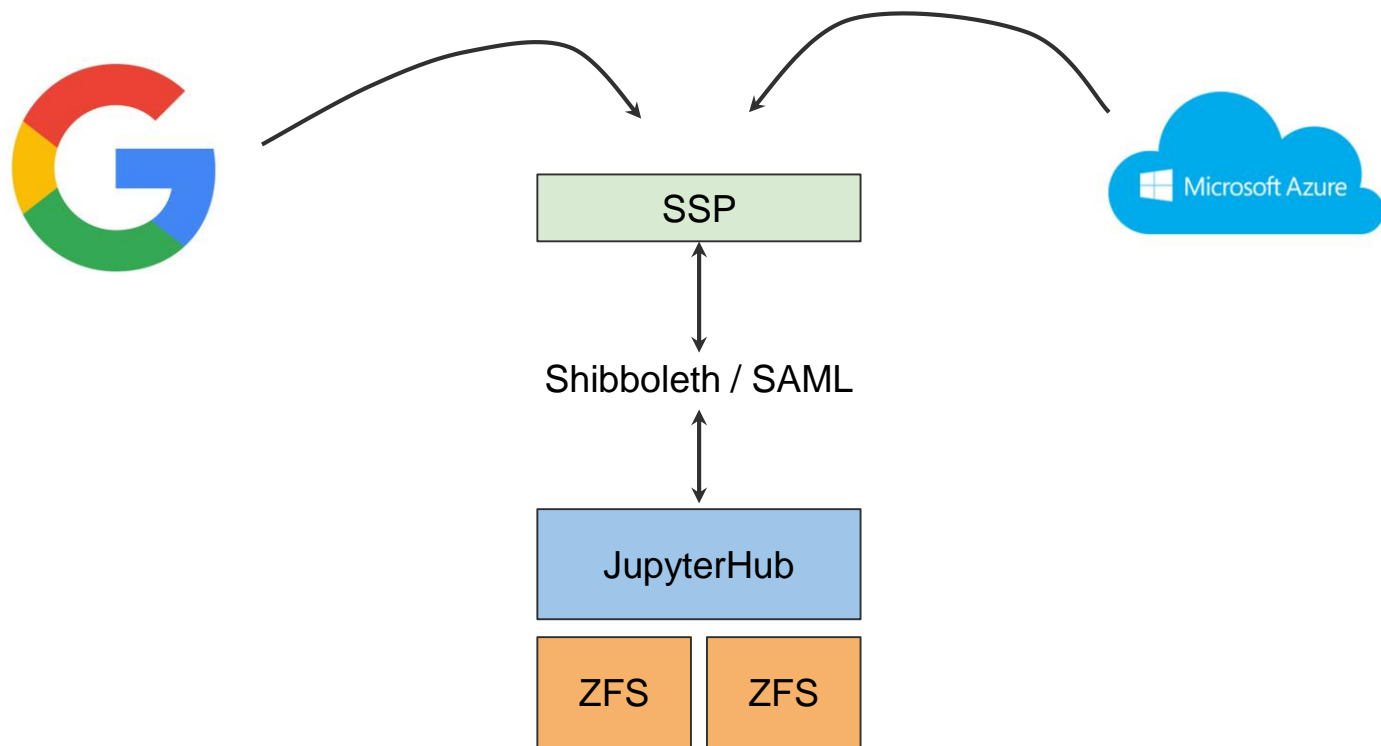 SSP
Microsoft Azure
Shibboleth / SAML
JupyterHub
ZFS
ZFS